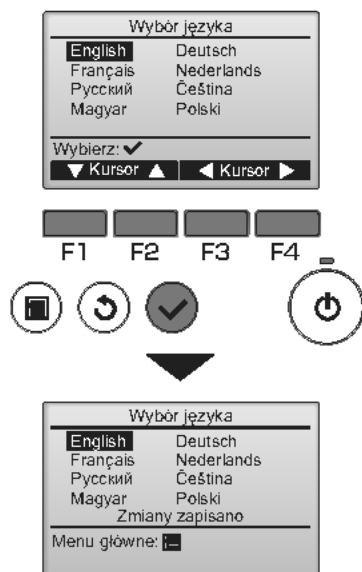 Wybór języka
English Deutsch
Français Nederlands
Русский Čeština
Magyar Polski
Wybierz: ✔
▼ Kursor ▲ ◀ Kursor ▶
F1 F2 F3 F4
Wybór języka
English Deutsch
Français Nederlands
Русский Čeština
Magyar Polski
Zmiany zapisano
Menu główne: